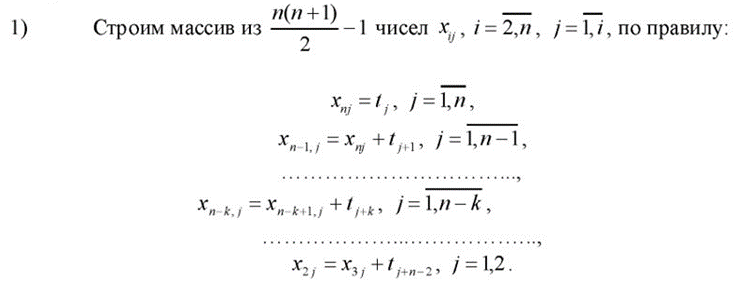 1) Строим массив из \frac{n(n+1)}{2} − 1 чисел x_{ij}, i = \overline{2,n}, j = \overline{1,i}, по правилу:
x_{nj} = t_j, j = \overline{1,n},
x_{n−1,j} = x_{nj} + t_{j+1}, j = \overline{1,n−1},
……………………………..,
x_{n−k,j} = x_{n−k+1,j} + t_{j+k}, j = \overline{1,n−k},
………………………………….,
x_{2j} = x_{3j} + t_{j+n−2}, j = 1,2.